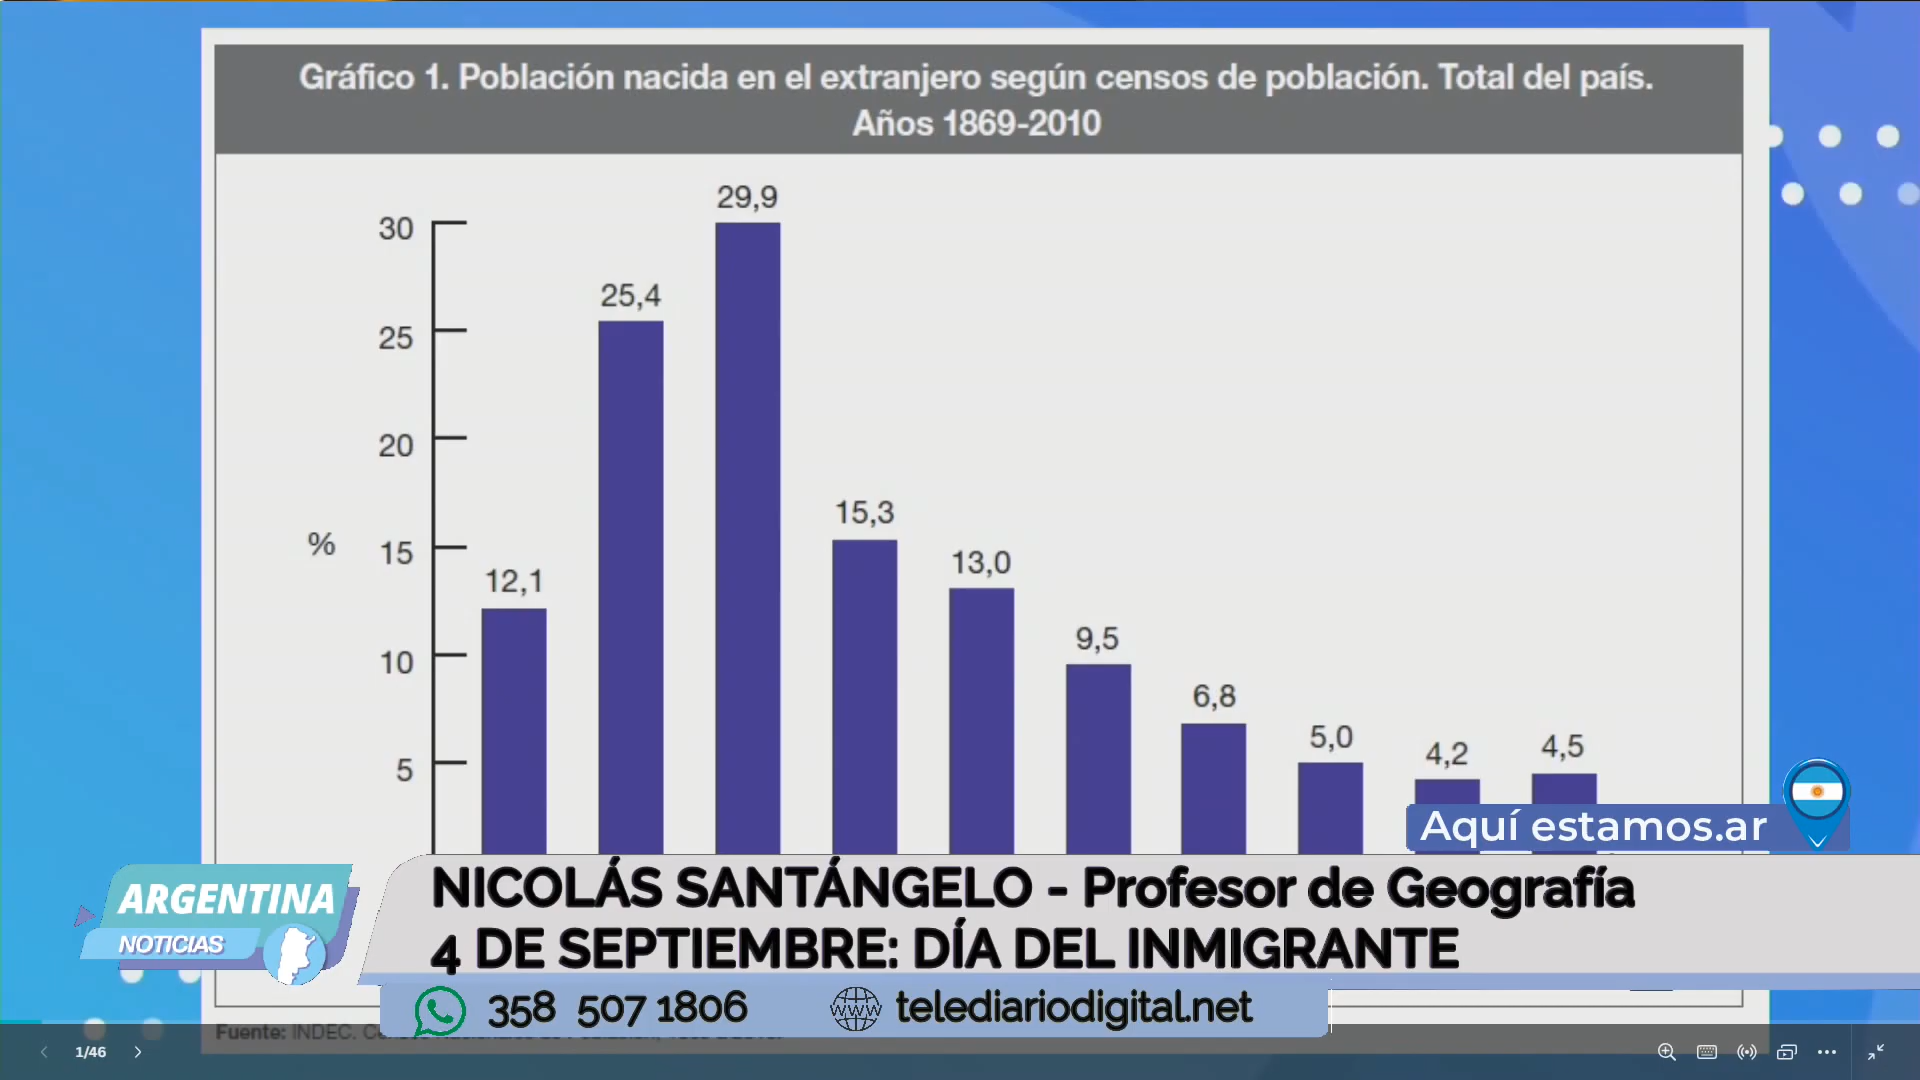 Gráfico 1. Población nacida en el extranjero según censos de población. Total del país.
Años 1869-2010
30
25
20
15
10
5
%
12,1
25,4
29,9
15,3
13,0
9,5
6,8
5,0
4,2
4,5
Aquí estamos.ar
ARGENTINA
NOTICIAS
NICOLÁS SANTÁNGELO - Profesor de Geografía
4 DE SEPTIEMBRE: DÍA DEL INMIGRANTE
358 507 1806
www
telediariodigital.net
Fuente: INDEC.
1/46